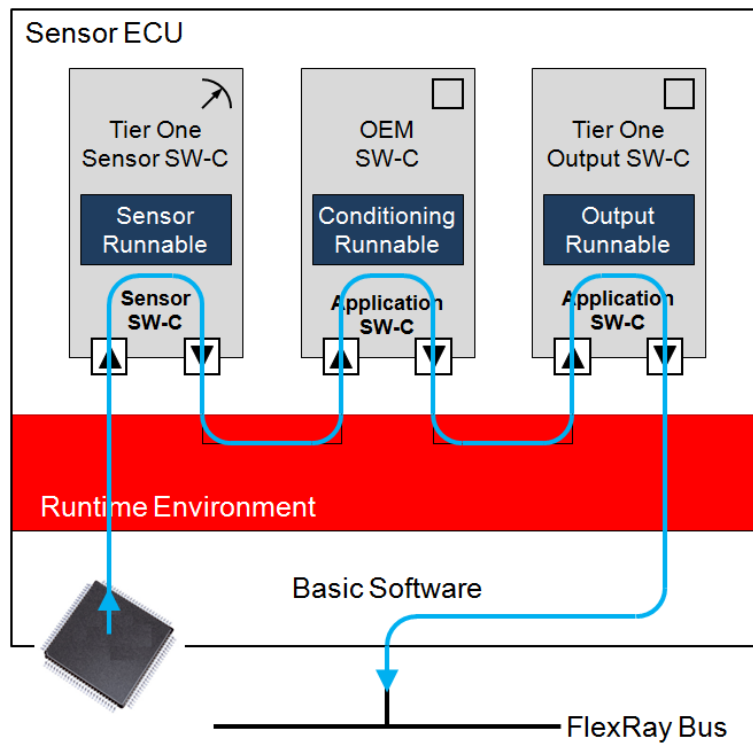 Sensor ECU
Tier One
Sensor SW-C
Sensor
Runnable
Sensor
SW-C
OEM
SW-C
Conditioning
Runnable
Application
SW-C
Tier One
Output SW-C
Output
Runnable
Application
SW-C
Runtime Environment
Basic Software
FlexRay Bus